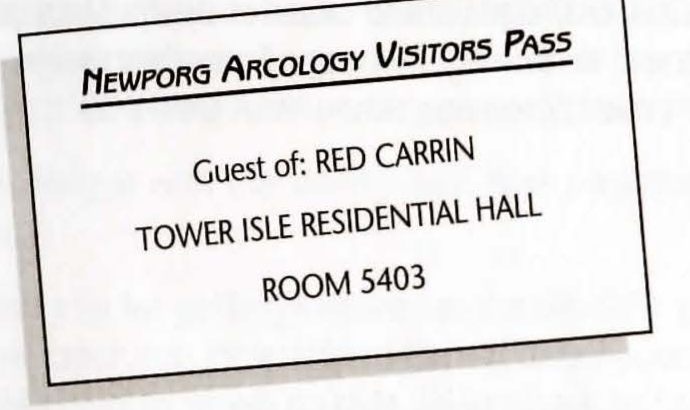 NEWPORG ARCOLOGY VISITORS PASS
Guest of: RED CARRIN
TOWER ISLE RESIDENTIAL HALL
ROOM 5403